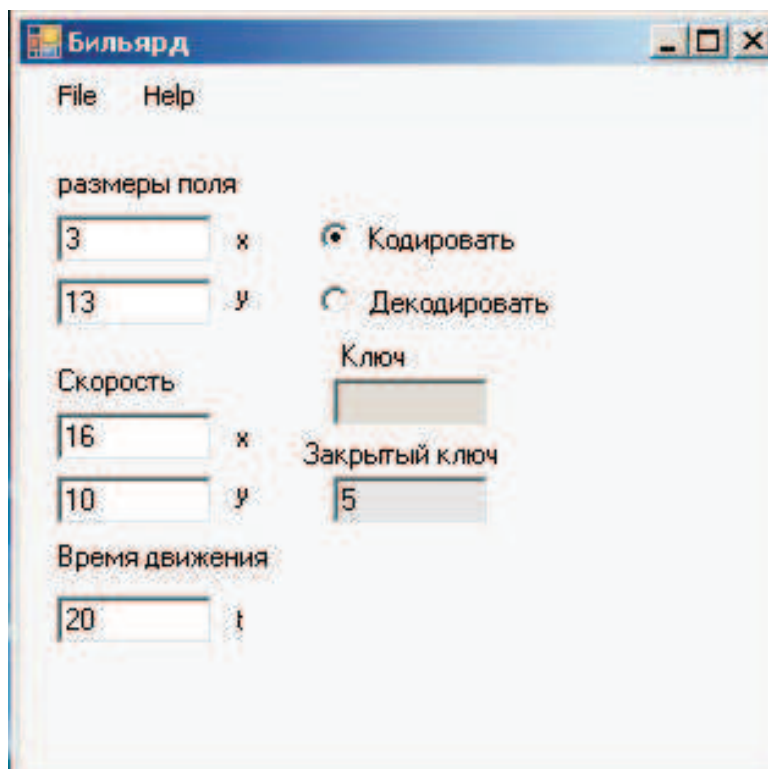 Бильярд
File Help
размеры поля
3 x
13 y
Кодировать
Декодировать
Ключ
Скорость
16 x
10 y
Закрытый ключ
5
Время движения
20 t